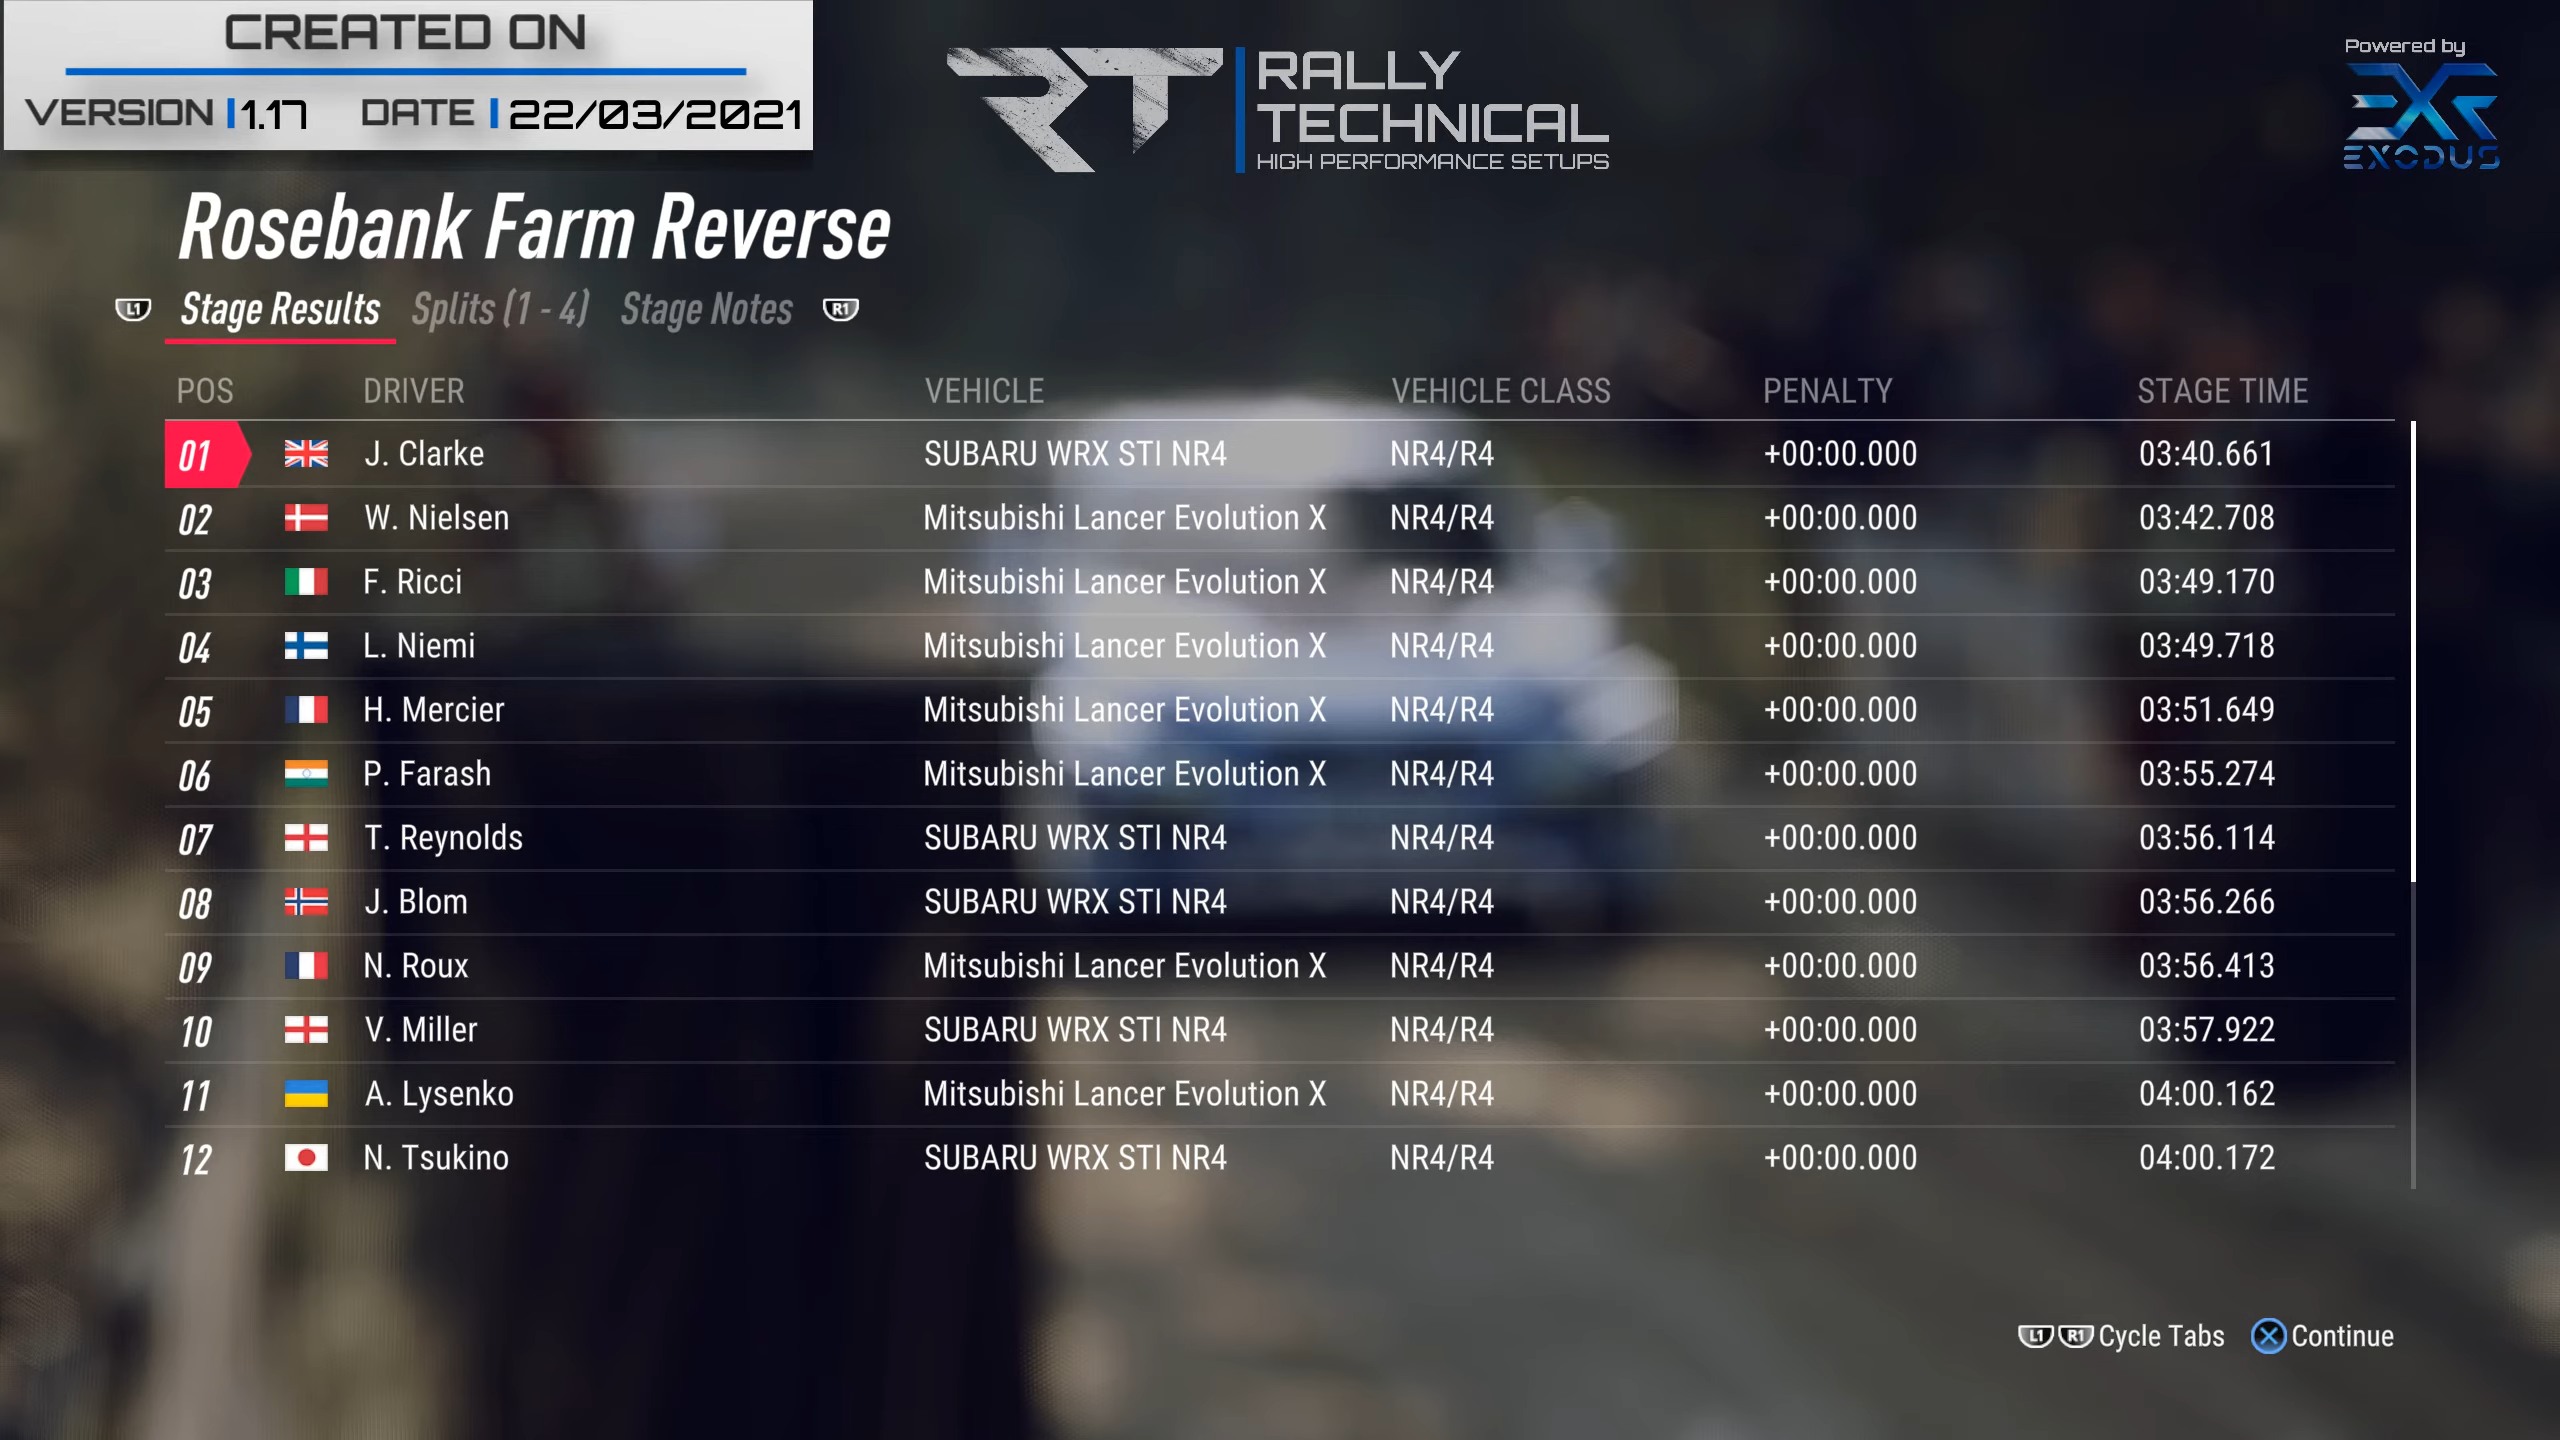 CREATED ON
VERSION 1.17 DATE 22/03/2021
RT RALLY
TECHNICAL
HIGH PERFORMANCE SETUPS
Powered by
EXR
EXODUS
Rosebank Farm Reverse
L1 Stage Results Splits (1 - 4) Stage Notes R1
POS DRIVER VEHICLE VEHICLE CLASS PENALTY STAGE TIME
01 J. Clarke SUBARU WRX STI NR4 NR4/R4 +00:00.000 03:40.661
02 W. Nielsen Mitsubishi Lancer Evolution X NR4/R4 +00:00.000 03:42.708
03 F. Ricci Mitsubishi Lancer Evolution X NR4/R4 +00:00.000 03:49.170
04 L. Niemi Mitsubishi Lancer Evolution X NR4/R4 +00:00.000 03:49.718
05 H. Mercier Mitsubishi Lancer Evolution X NR4/R4 +00:00.000 03:51.649
06 P. Farash Mitsubishi Lancer Evolution X NR4/R4 +00:00.000 03:55.274
07 T. Reynolds SUBARU WRX STI NR4 NR4/R4 +00:00.000 03:56.114
08 J. Blom SUBARU WRX STI NR4 NR4/R4 +00:00.000 03:56.266
09 N. Roux Mitsubishi Lancer Evolution X NR4/R4 +00:00.000 03:56.413
10 V. Miller SUBARU WRX STI NR4 NR4/R4 +00:00.000 03:57.922
11 A. Lysenko Mitsubishi Lancer Evolution X NR4/R4 +00:00.000 04:00.162
12 N. Tsukino SUBARU WRX STI NR4 NR4/R4 +00:00.000 04:00.172
L1 R1 Cycle Tabs Continue